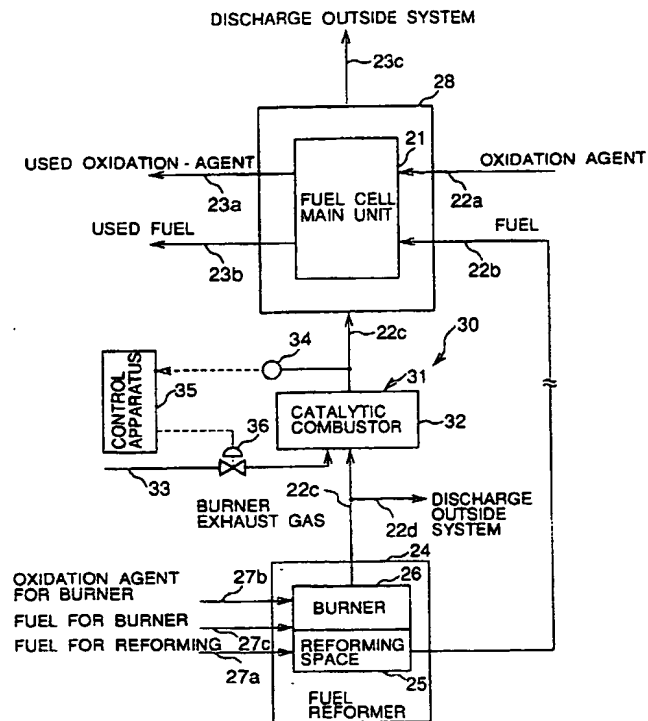 DISCHARGE OUTSIDE SYSTEM
23c
28
21
USED OXIDATION-AGENT
OXIDATION AGENT
23a
FUEL CELL
MAIN UNIT
22a
USED FUEL
FUEL
23b
22b
22c
30
34
31
CONTROL
APPARATUS
35
36
CATALYTIC
COMBUSTOR
32
33
22c
BURNER
EXHAUST GAS
22d
DISCHARGE
OUTSIDE
SYSTEM
24
26
OXIDATION AGENT
FOR BURNER
27b
BURNER
FUEL FOR BURNER
27c
FUEL FOR REFORMING
27a
REFORMING
SPACE
25
FUEL
REFORMER